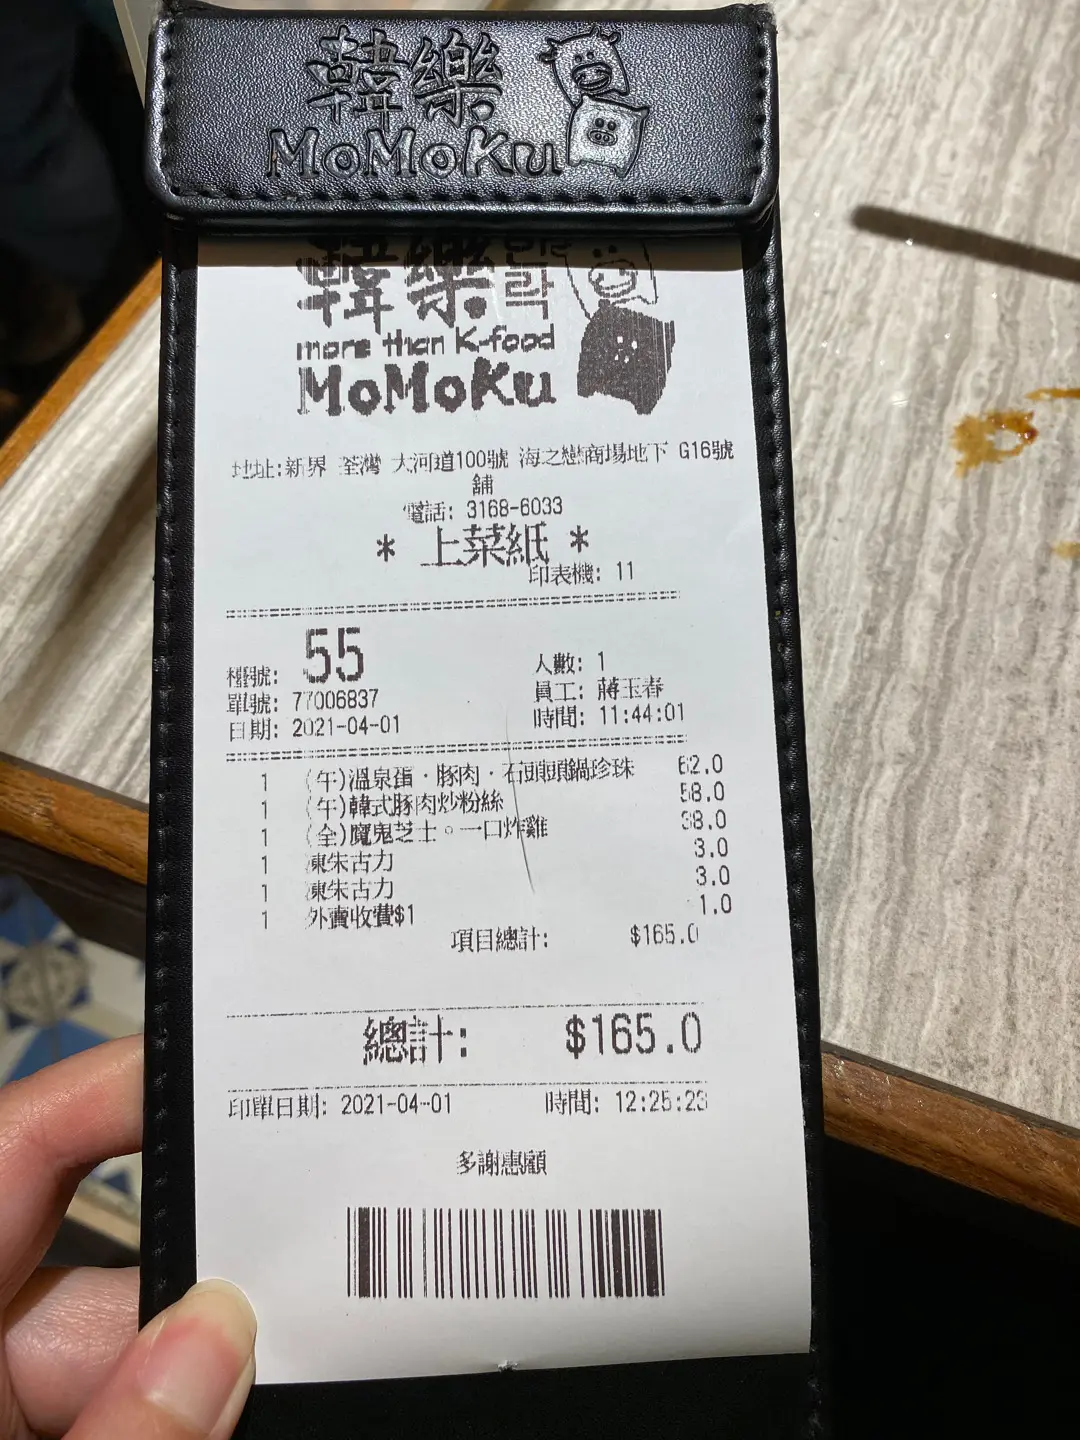 韓樂
MoMoKu
韓樂 락
more than K-food
MoMoKu
地址:新界 荃灣 大河道100號 海之戀商場地下 G16號
舖
電話: 3168-6033
* 上菜紙 *
印表機: 11
檯號: 55 人數: 1
單號: 77006837 員工: 蔣玉春
日期: 2021-04-01 時間: 11:44:01
1 (午)溫泉蛋·豚肉·石頭頭鍋珍珠 62.0
1 (午)韓式豚肉炒粉絲 58.0
1 (全)魔鬼芝士。一口炸雞 38.0
1 凍朱古力 3.0
1 凍朱古力 3.0
1 外賣收費$1 1.0
項目總計: $165.0
總計: $165.0
印單日期: 2021-04-01 時間: 12:25:23
多謝惠顧